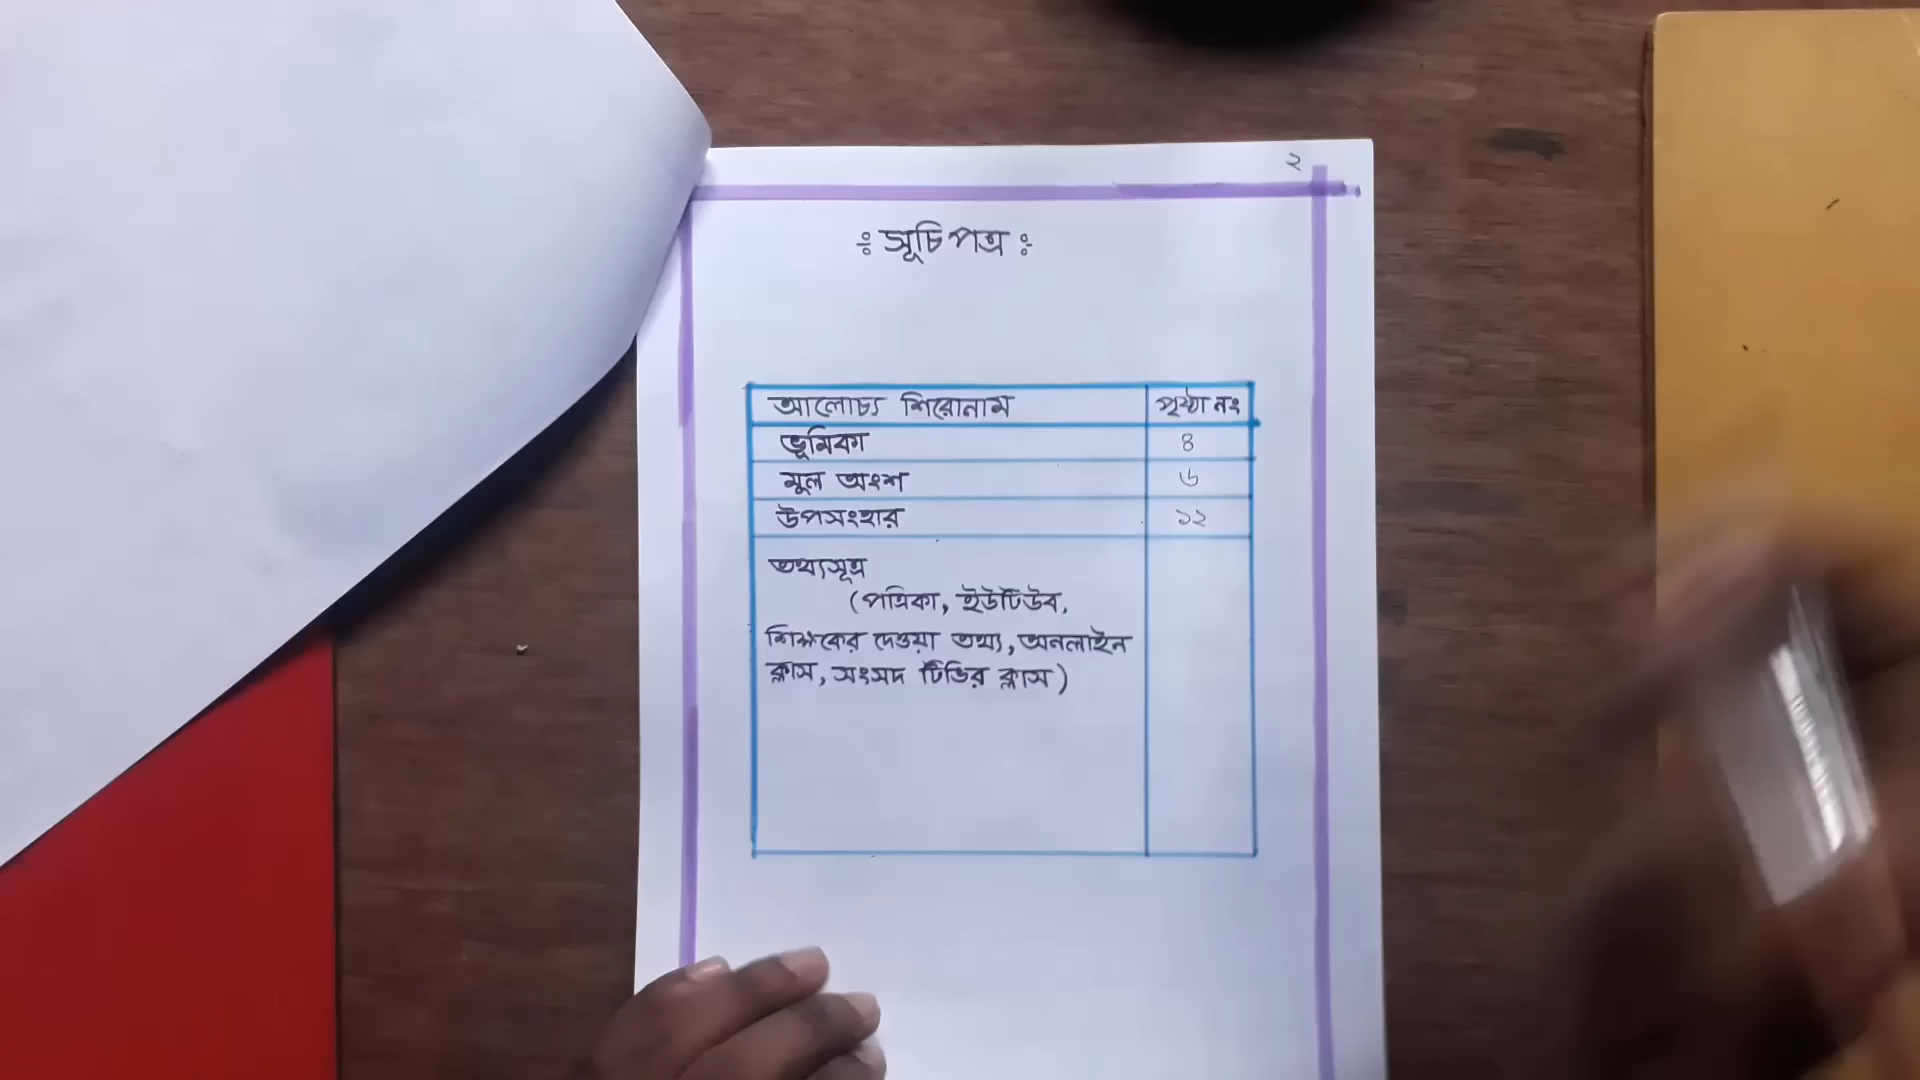 ২
ঃ সূচিপত্র ঃ
আলোচ্য শিরোনাম পৃষ্ঠা নং
ভূমিকা ৪
মূল অংশ ৬
উপসংহার ১২
তথ্যসূত্র
(পত্রিকা, ইউটিউব,
শিক্ষকের দেওয়া তথ্য, অনলাইন
ক্লাস, সংসদ টিভির ক্লাস)